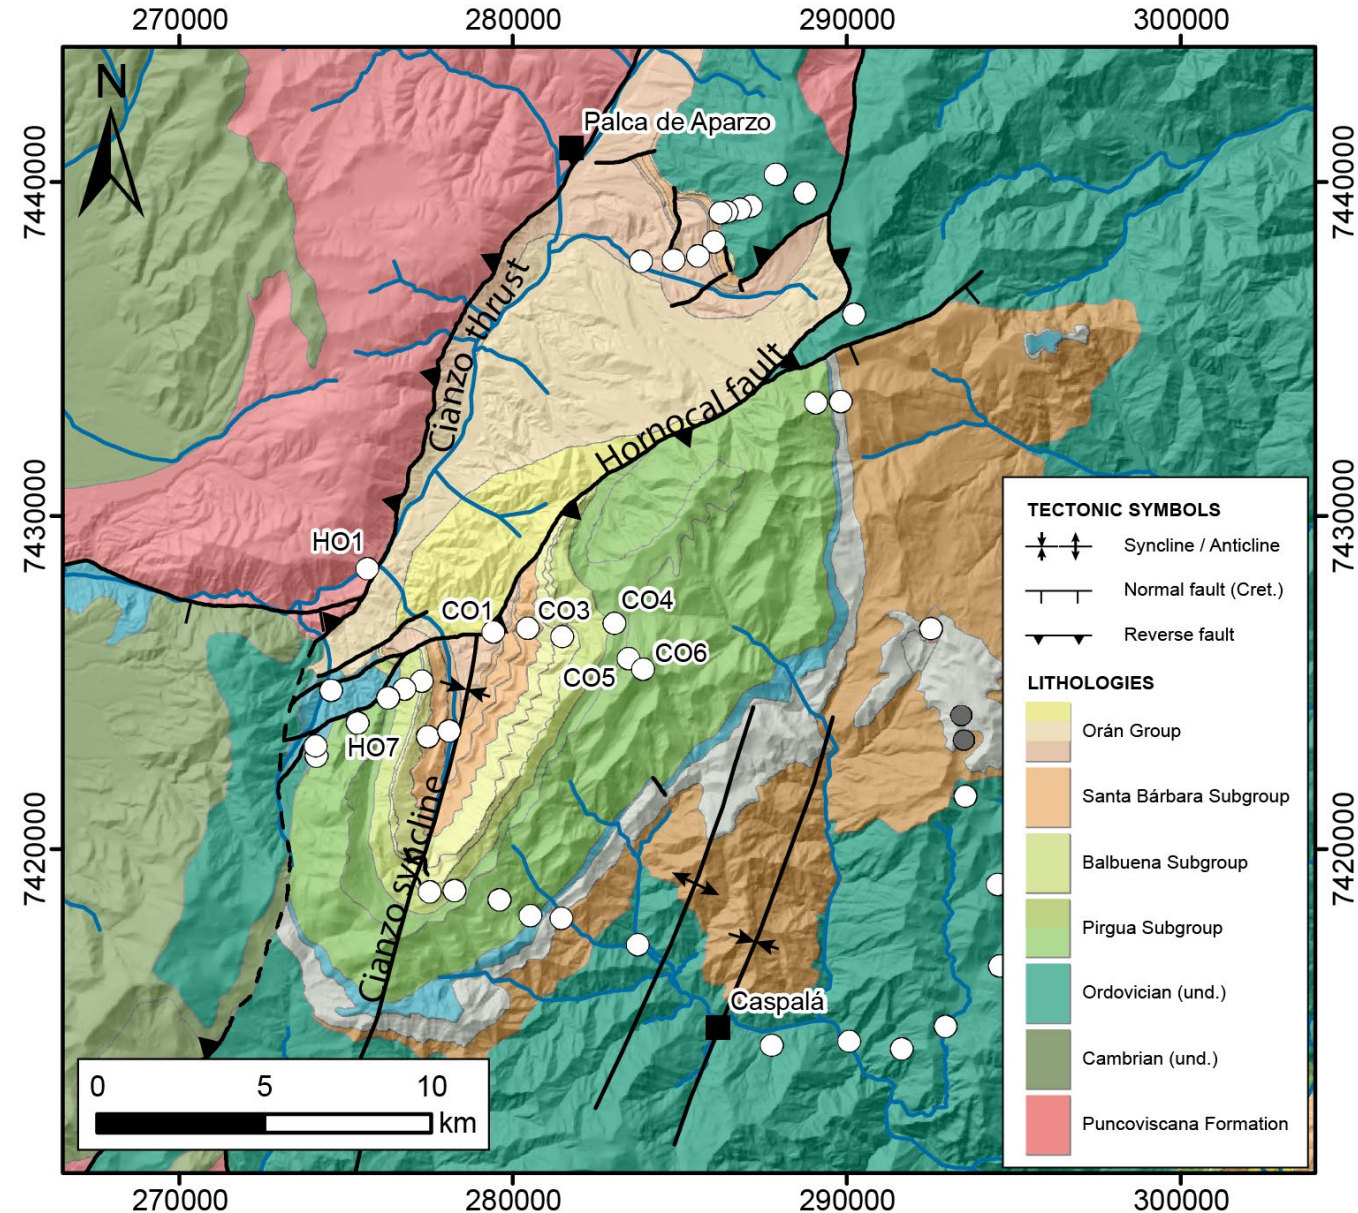 270000
280000
290000
300000
N
Palca de Aparzo
7440000
7440000
Cianzo thrust
Hornocal fault
7430000
7430000
HO1
CO1
CO3
CO4
CO5
CO6
HO7
Cianzo syncline
7420000
7420000
Caspalá
TECTONIC SYMBOLS
Syncline / Anticline
Normal fault (Cret.)
Reverse fault
LITHOLOGIES
Orán Group
Santa Bárbara Subgroup
Balbuena Subgroup
Pirgua Subgroup
Ordovician (und.)
Cambrian (und.)
Puncoviscana Formation
0 5 10
km
270000
280000
290000
300000